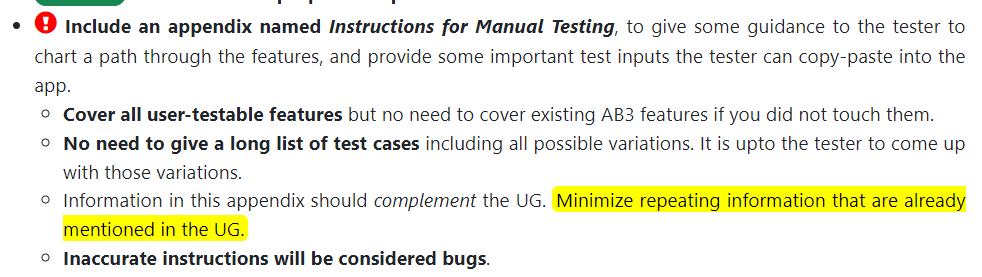 Include an appendix named Instructions for Manual Testing, to give some guidance to the tester to
chart a path through the features, and provide some important test inputs the tester can copy-paste into the
app.
Cover all user-testable features but no need to cover existing AB3 features if you did not touch them.
No need to give a long list of test cases including all possible variations. It is upto the tester to come up
with those variations.
Information in this appendix should complement the UG. Minimize repeating information that are already
mentioned in the UG.
Inaccurate instructions will be considered bugs.